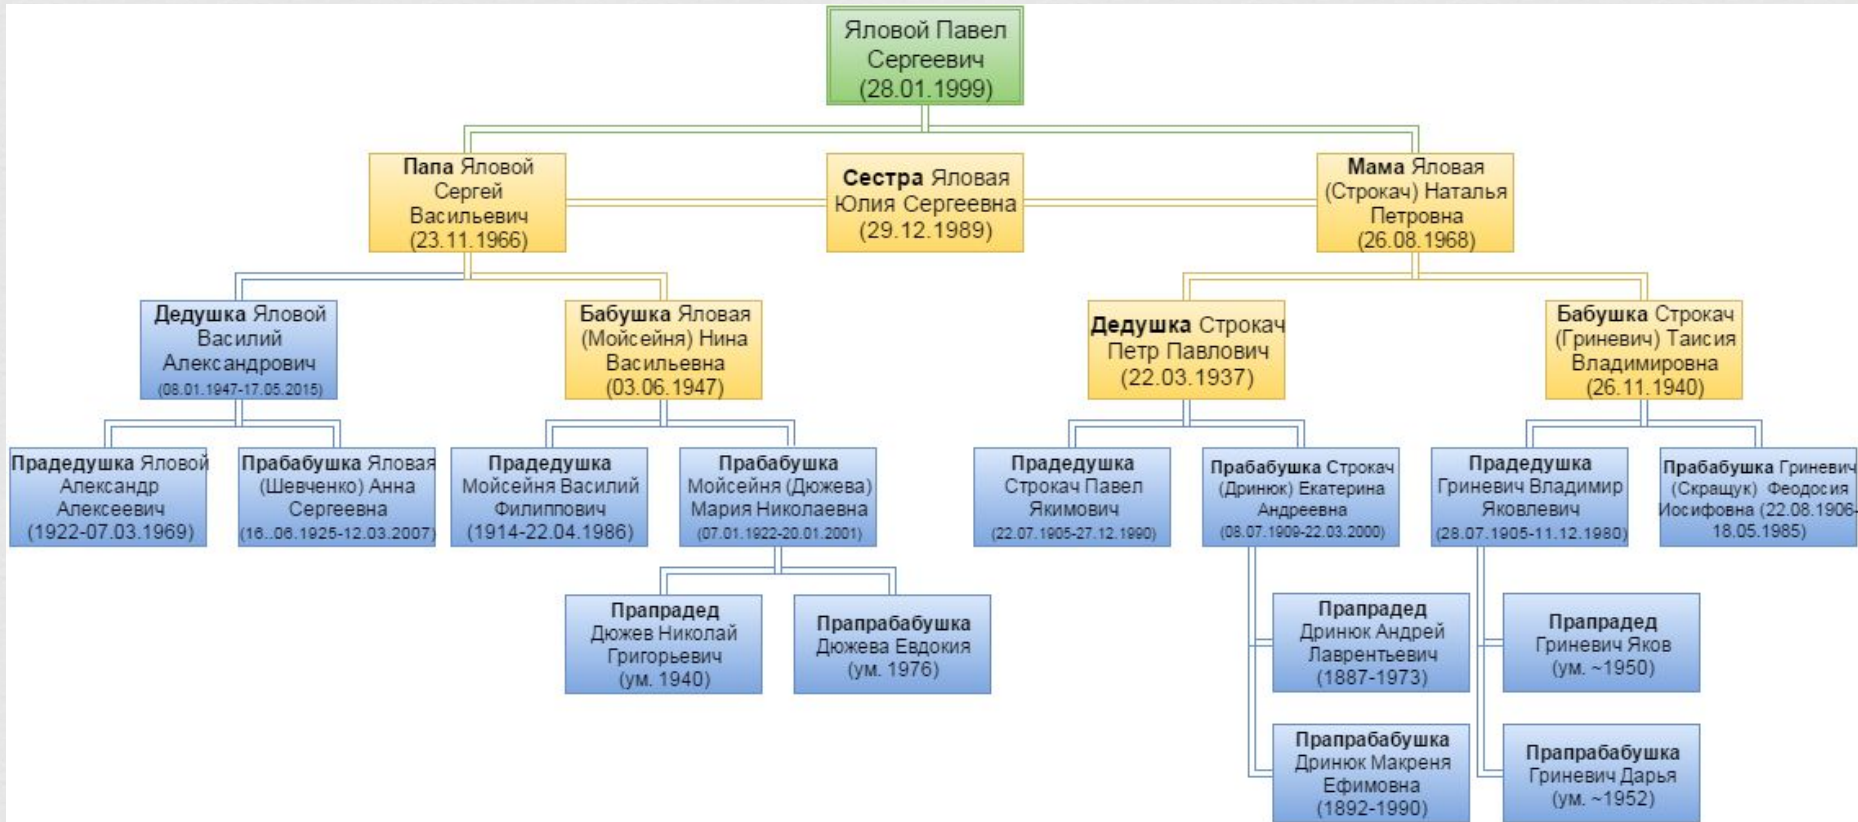 Яловой Павел
Сергеевич
(28.01.1999)
Папа Яловой
Сергей
Васильевич
(23.11.1966)
Сестра Яловая
Юлия Сергеевна
(29.12.1989)
Мама Яловая
(Строкач) Наталья
Петровна
(26.08.1968)
Дедушка Яловой
Василий
Александрович
(08.01.1947-17.05.2015)
Бабушка Яловая
(Мойсейня) Нина
Васильевна
(03.06.1947)
Дедушка Строкач
Петр Павлович
(22.03.1937)
Бабушка Строкач
(Гриневич) Таисия
Владимировна
(26.11.1940)
Прадедушка Яловой
Александр
Алексеевич
(1922-07.03.1969)
Прабабушка Яловая
(Шевченко) Анна
Сергеевна
(16..06.1925-12.03.2007)
Прадедушка
Мойсейня Василий
Филиппович
(1914-22.04.1986)
Прабабушка
Мойсейня (Дюжева)
Мария Николаевна
(07.01.1922-20.01.2001)
Прадедушка
Строкач Павел
Якимович
(22.07.1905-27.12.1990)
Прабабушка Строкач
(Дринюк) Екатерина
Андреевна
(08.07.1909-22.03.2000)
Прадедушка
Гриневич Владимир
Яковлевич
(28.07.1905-11.12.1980)
Прабабушка Гриневич
(Скращук) Феодосия
Иосифовна (22.08.1906-
18.05.1985)
Прапрадед
Дюжев Николай
Григорьевич
(ум. 1940)
Прапрабабушка
Дюжева Евдокия
(ум. 1976)
Прапрадед
Дринюк Андрей
Лаврентьевич
(1887-1973)
Прапрадед
Гриневич Яков
(ум. ~1950)
Прапрабабушка
Дринюк Макреня
Ефимовна
(1892-1990)
Прапрабабушка
Гриневич Дарья
(ум. ~1952)